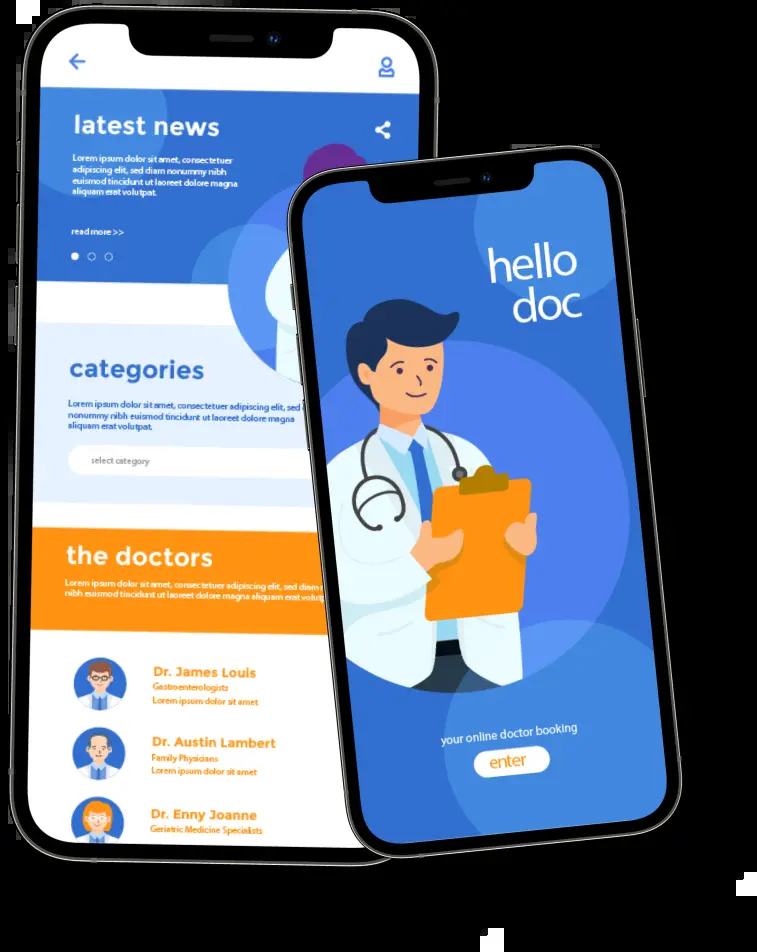 latest news
Lorem ipsum dolor sit amet, consectetuer
adipiscing elit, sed diam nonummy nibh
euismod tincidunt ut laoreet dolore magna
aliquam erat volutpat.
read more >>
categories
Lorem ipsum dolor sit amet, consectetuer adipiscing elit, sed
nonummy nibh euismod tincidunt ut laoreet dolore magna
aliquam erat volutpat.
select category
the doctors
Lorem ipsum dolor sit amet, consectetuer adipiscing elit, sed diam
nibh euismod tincidunt ut laoreet dolore magna aliquam erat volutp
Dr. James Louis
Gastroenterologists
Lorem ipsum dolor sit amet
Dr. Austin Lambert
Family Physicians
Lorem ipsum dolor sit amet
Dr. Enny Joanne
Geriatric Medicine Specialists
hello
doc
your online doctor booking
enter